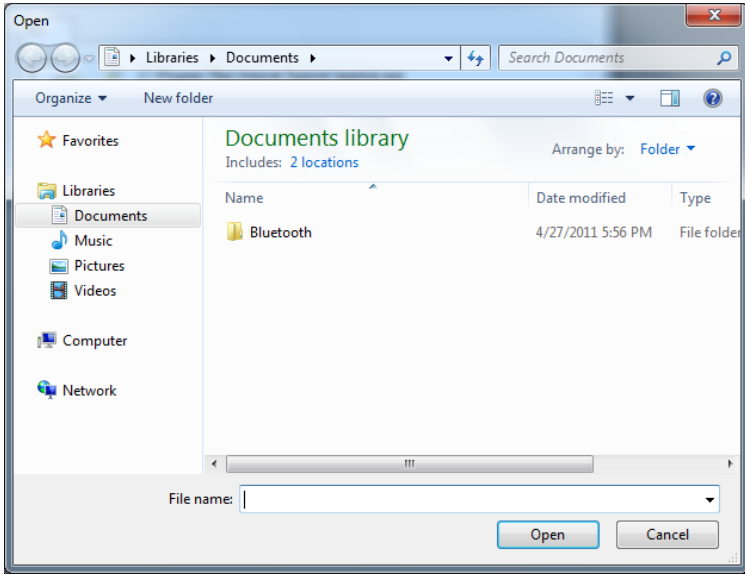 Open
Libraries Documents
Search Documents
Organize New folder
Favorites
Libraries
Documents
Music
Pictures
Videos
Computer
Network
Documents library
Includes: 2 locations
Arrange by: Folder
Name Date modified Type
Bluetooth 4/27/2011 5:56 PM File folder
File name:
Open Cancel